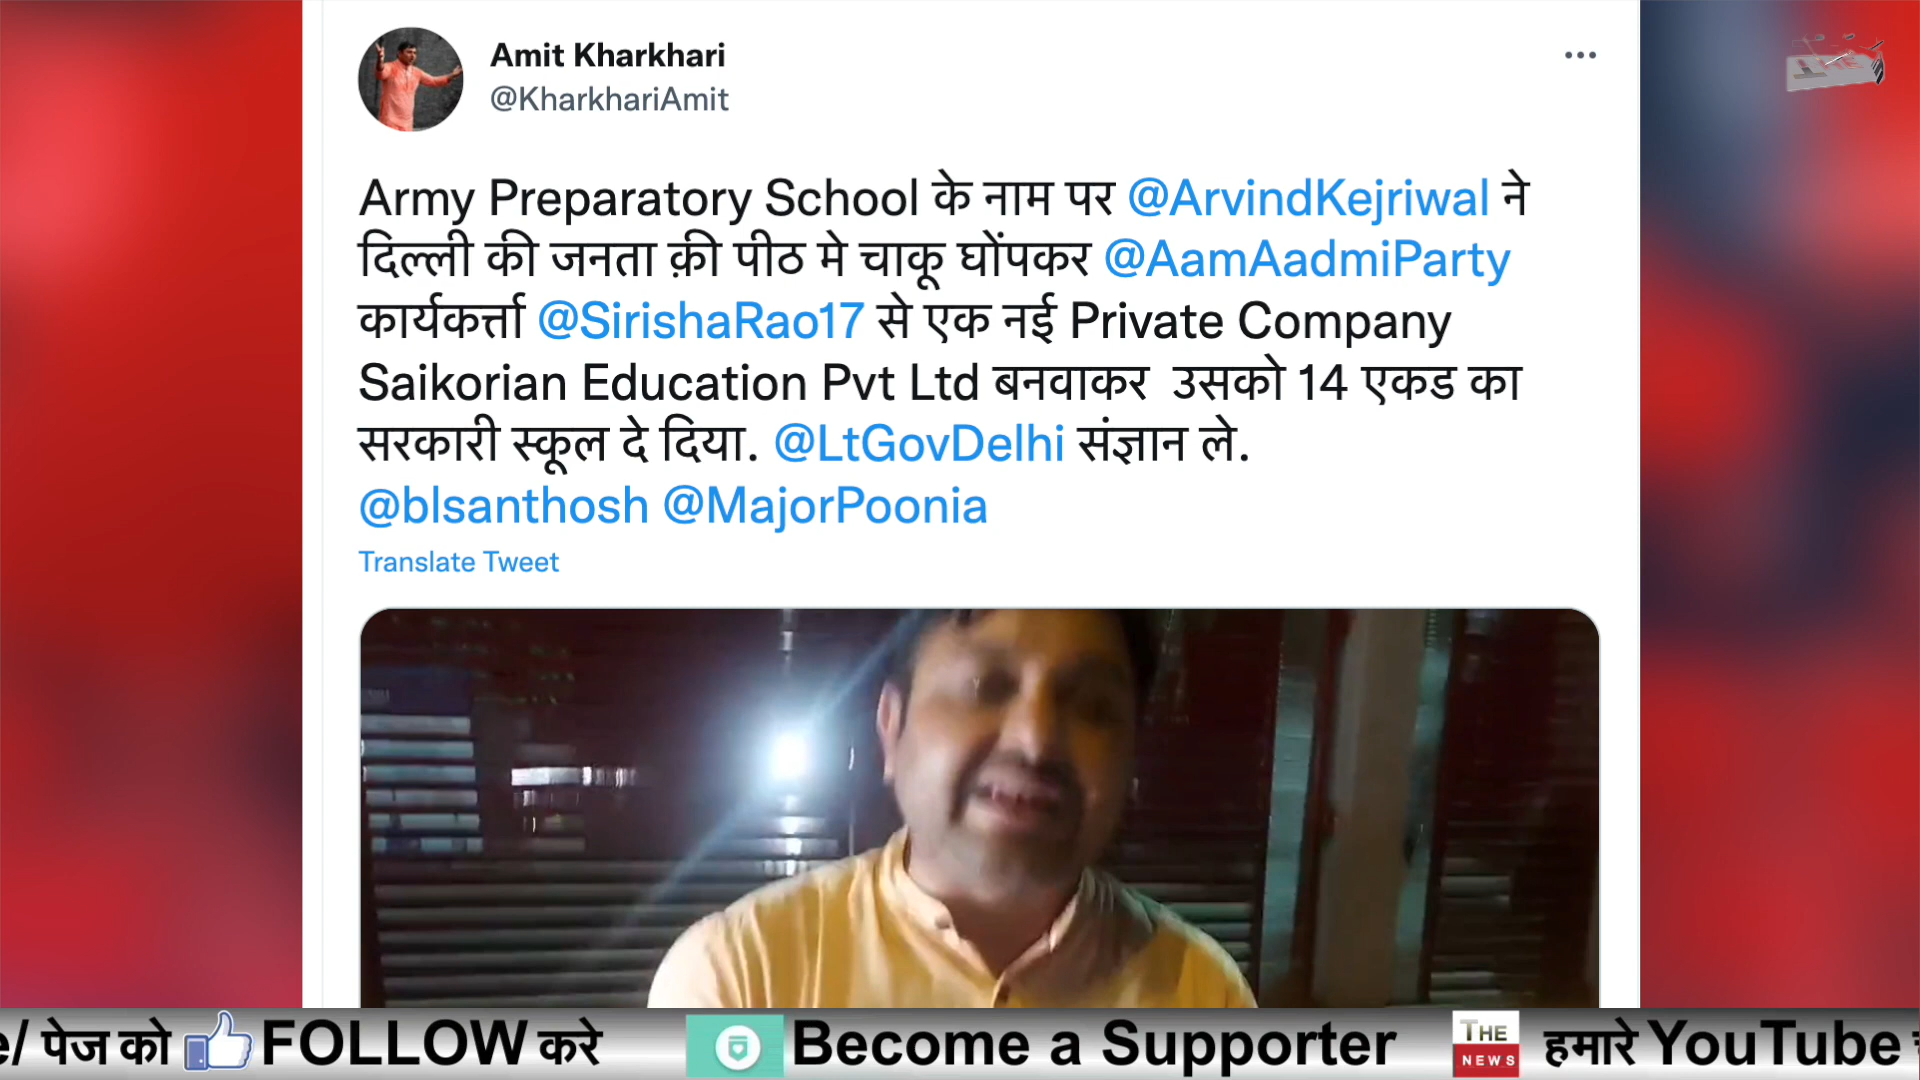 Amit Kharkhari
@KharkhariAmit
Army Preparatory School के नाम पर @ArvindKejriwal ने
दिल्ली की जनता क़ी पीठ मे चाकू घोंपकर @AamAadmiParty
कार्यकर्त्ता @SirishaRao17 से एक नई Private Company
Saikorian Education Pvt Ltd बनवाकर उसको 14 एकड का
सरकारी स्कूल दे दिया. @LtGovDelhi संज्ञान ले.
@blsanthosh @MajorPoonia
Translate Tweet
e/ पेज को FOLLOW करे Become a Supporter THE NEWS हमारे YouTube